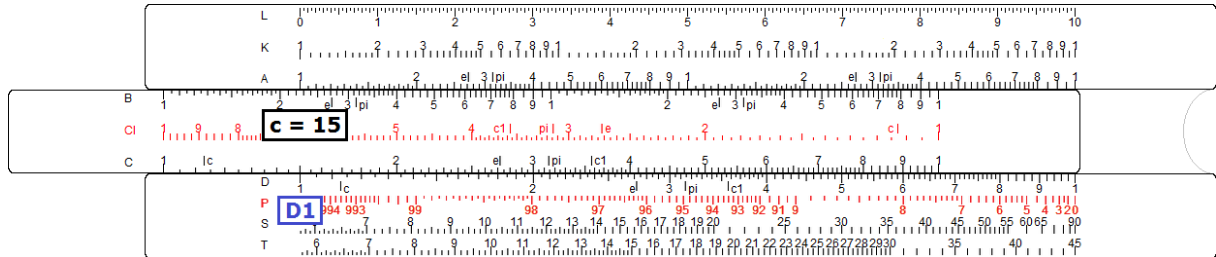 L 0 1 2 3 4 5 6 7 8 9 10
K 1 2 3 4 5 6 7 8 9 1 2 3 4 5 6 7 8 9 1 2 3 4 5 6 7 8 9 1
A 1 2 e 3 pi 4 5 6 7 8 9 1 2 e 3 pi 4 5 6 7 8 9 1
B 1 2 e 3 pi 4 5 6 7 8 9 1 2 e 3 pi 4 5 6 7 8 9 1
CI 1 9 8 c = 15 5 4 c1 pi 3 e 2 c 1
C 1 c 2 e 3 pi c1 4 5 6 7 8 9 1
D 1 c 2 e 3 pi c1 4 5 6 7 8 9 1
P D1 994 993 99 98 97 96 95 94 93 92 91 9 8 7 6 5 4 3 2 0
S 6 7 8 9 10 11 12 13 14 15 16 17 18 19 20 25 30 35 40 45 50 55 60 65 90
T 6 7 8 9 10 11 12 13 14 15 16 17 18 19 20 21 22 23 24 25 26 27 28 29 30 35 40 45